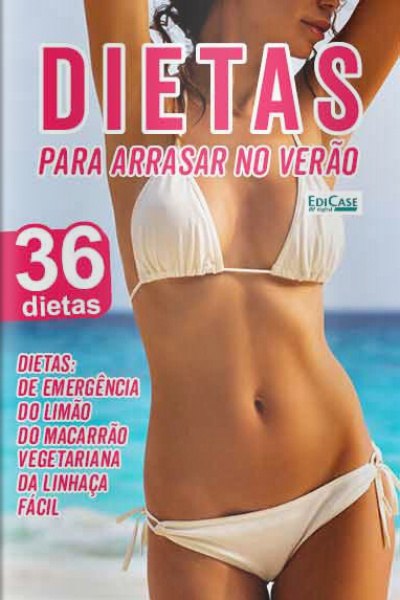 DIETAS
PARA ARRASAR NO VERÃO
EDICASE
digital
36
dietas
DIETAS:
DE EMERGÊNCIA
DO LIMÃO
DO MACARRÃO
VEGETARIANA
DA LINHAÇA
FÁCIL